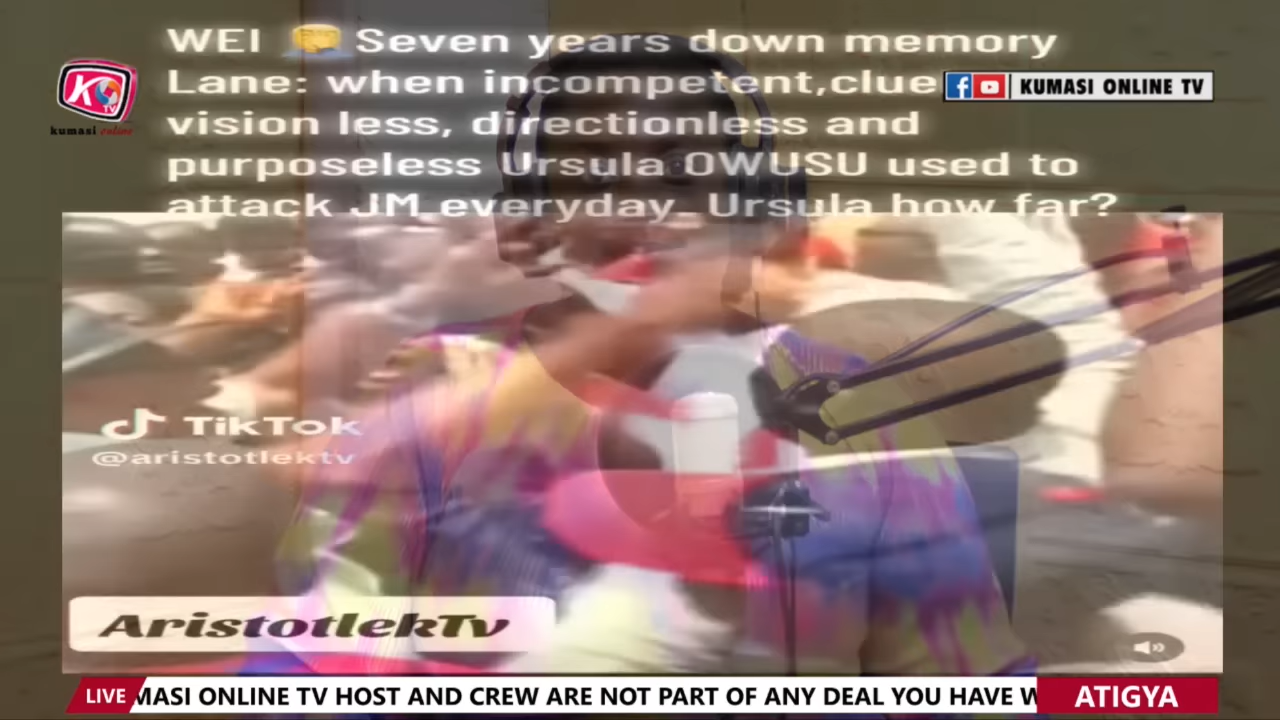 WEI Seven years down memory
Lane: when incompetent,clue
vision less, directionless and
purposeless Ursula OWUSU used to
attack JM everyday. Ursula how far?
K TV
kumasi online
KUMASI ONLINE TV
TikTok
@aristotlektv
AristotlekTv
LIVE
MASI ONLINE TV HOST AND CREW ARE NOT PART OF ANY DEAL YOU HAVE
ATIGYA